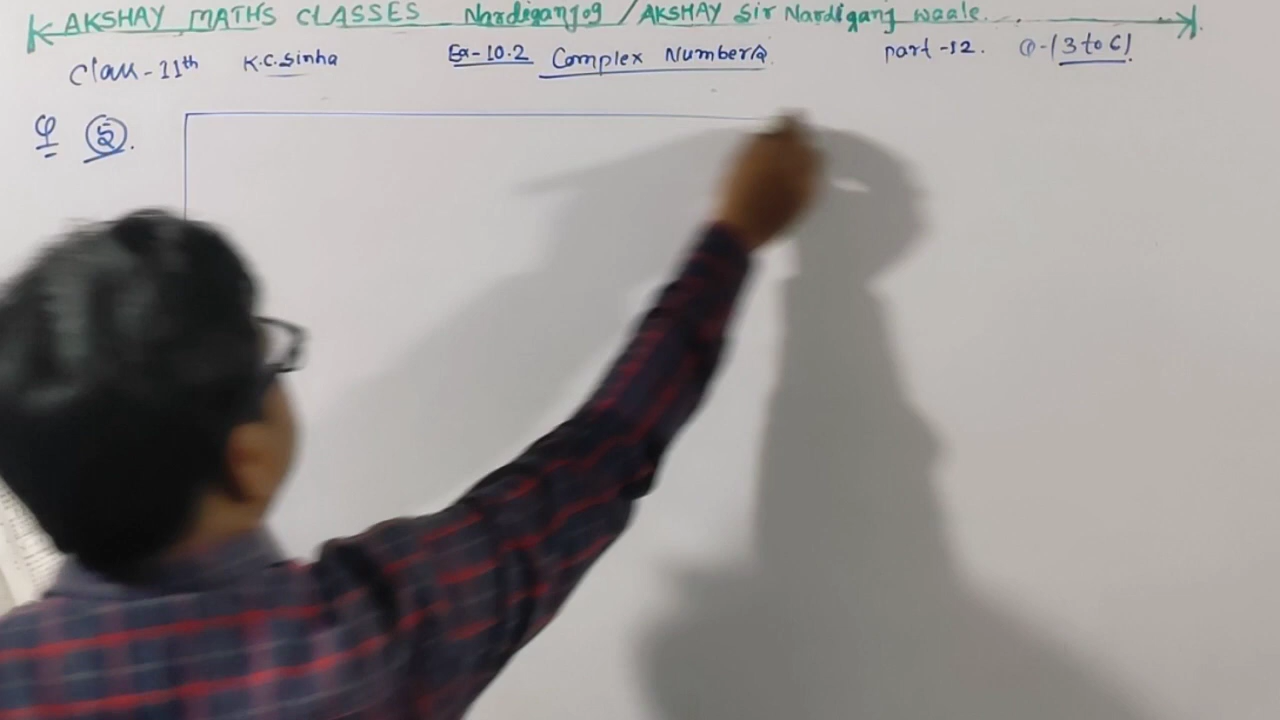 AKSHAY MATHS CLASSES Nardiganj09 / AKSHAY Sir Nardiganj waale.
Class-11th K.C.Sinha Ex-10.2 Complex Numbers. part-12. Q-(3 to 6)
Q 5.